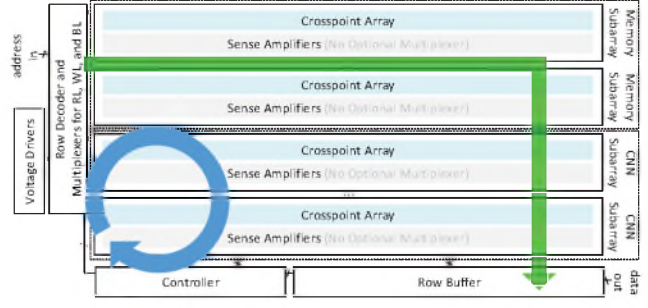 address
in
Voltage Drivers
Row Decoder and
Multiplexers for RL, WL, and BL
Crosspoint Array
Sense Amplifiers (No Optional Multiplexer)
Memory
Subarray
Crosspoint Array
Sense Amplifiers (No Optional Multiplexer)
Memory
Subarray
Crosspoint Array
Sense Amplifiers (No Optional Multiplexer)
CNN
Subarray
...
Crosspoint Array
Sense Amplifiers (No Optional Multiplexer)
CNN
Subarray
Controller
Row Buffer
data
out